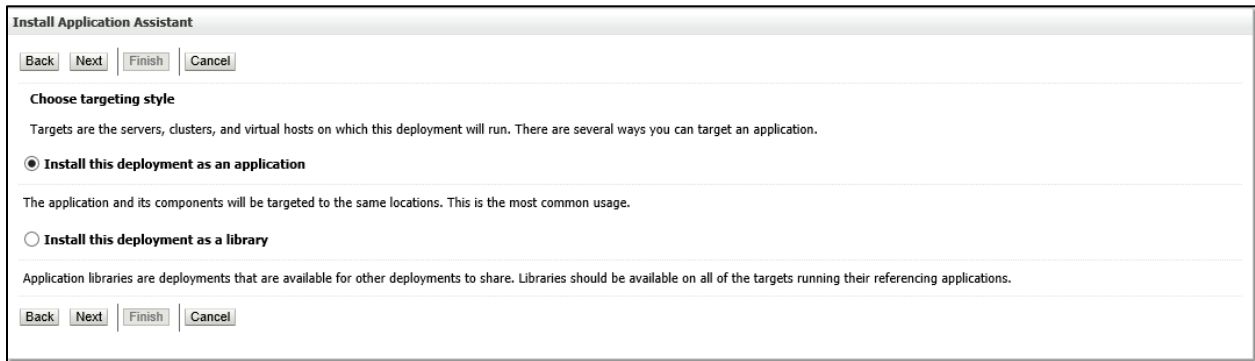 Install Application Assistant
Back Next Finish Cancel
Choose targeting style
Targets are the servers, clusters, and virtual hosts on which this deployment will run. There are several ways you can target an application.
Install this deployment as an application
The application and its components will be targeted to the same locations. This is the most common usage.
Install this deployment as a library
Application libraries are deployments that are available for other deployments to share. Libraries should be available on all of the targets running their referencing applications.
Back Next Finish Cancel